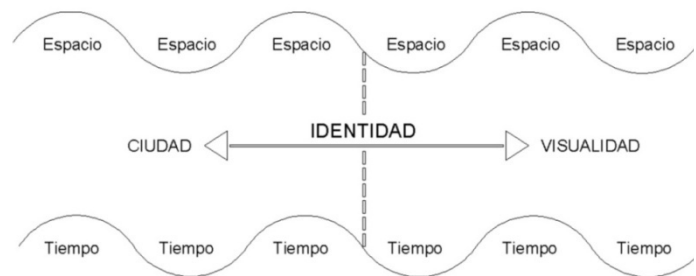 Espacio Espacio Espacio Espacio Espacio Espacio
IDENTIDAD
CIUDAD VISUALIDAD
Tiempo Tiempo Tiempo Tiempo Tiempo Tiempo